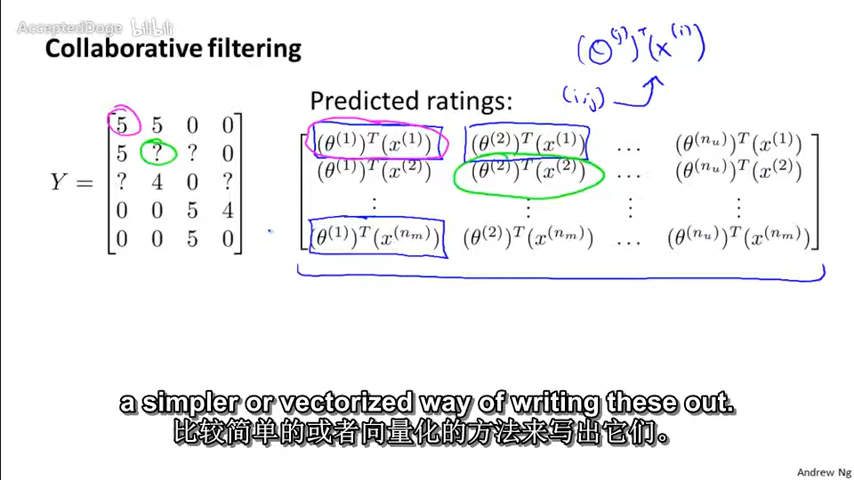 AcceptedDoge bilibili
Collaborative filtering
(θ^(j))^T (x^(i))
(i,j)
Predicted ratings:
Y = [5 5 0 0
5 ? ? 0
? 4 0 ?
0 0 5 4
0 0 5 0]
[(θ^(1))^T(x^(1)) (θ^(2))^T(x^(1)) … (θ^(n_u))^T(x^(1))
(θ^(1))^T(x^(2)) (θ^(2))^T(x^(2)) … (θ^(n_u))^T(x^(2))
⋮ ⋮ ⋮ ⋮
(θ^(1))^T(x^(n_m)) (θ^(2))^T(x^(n_m)) … (θ^(n_u))^T(x^(n_m))]
a simpler or vectorized way of writing these out.
比较简单的或者向量化的方法来写出它们。
Andrew Ng